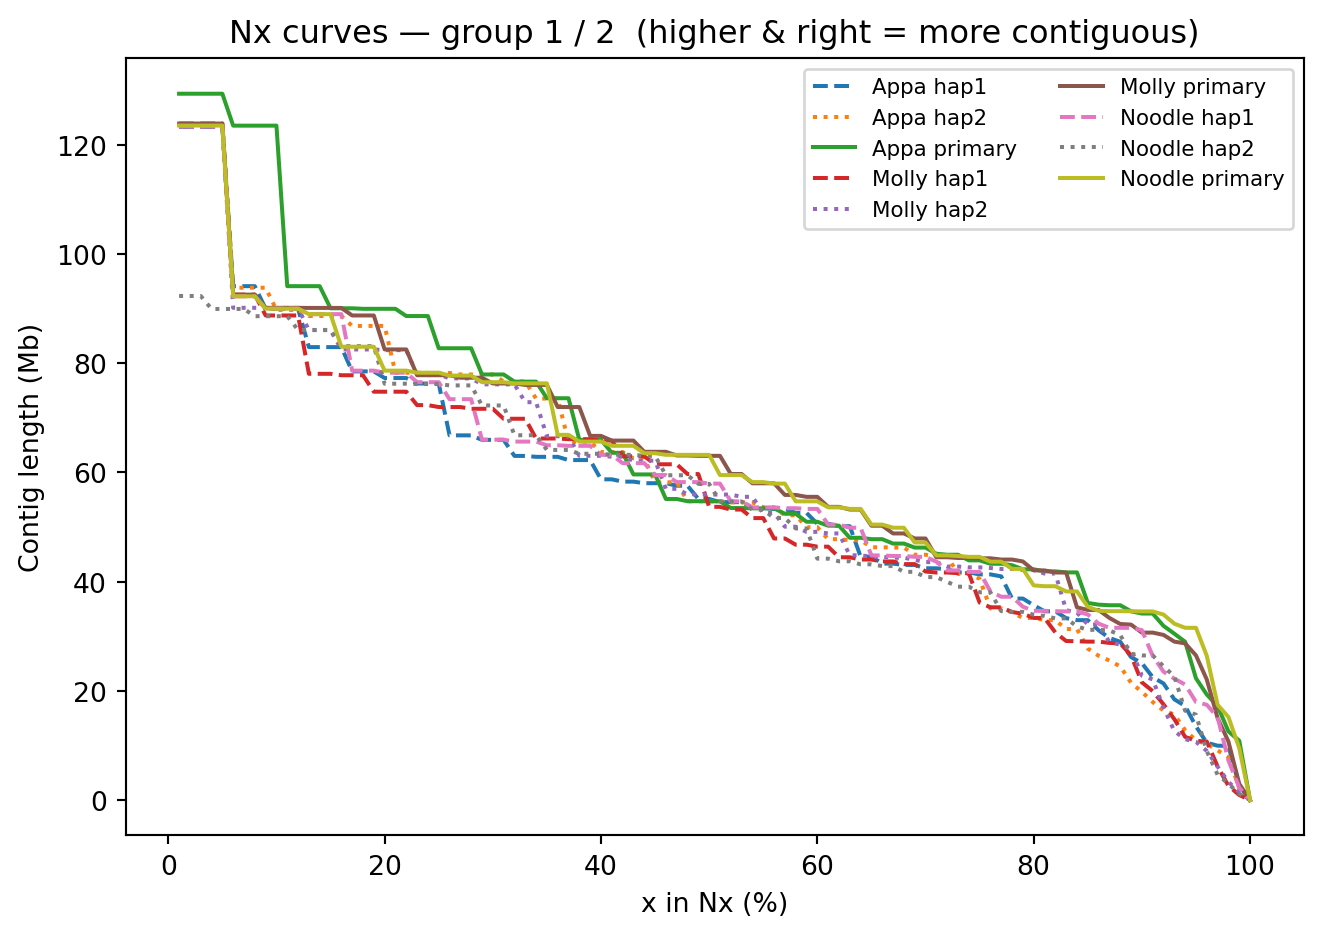 Nx curves — group 1 / 2  (higher & right = more contiguous)
Appa hap1
Appa hap2
Appa primary
Molly hap1
Molly hap2
Molly primary
Noodle hap1
Noodle hap2
Noodle primary
Contig length (Mb)
120
100
80
60
40
20
0
0
20
40
60
80
100
x in Nx (%)